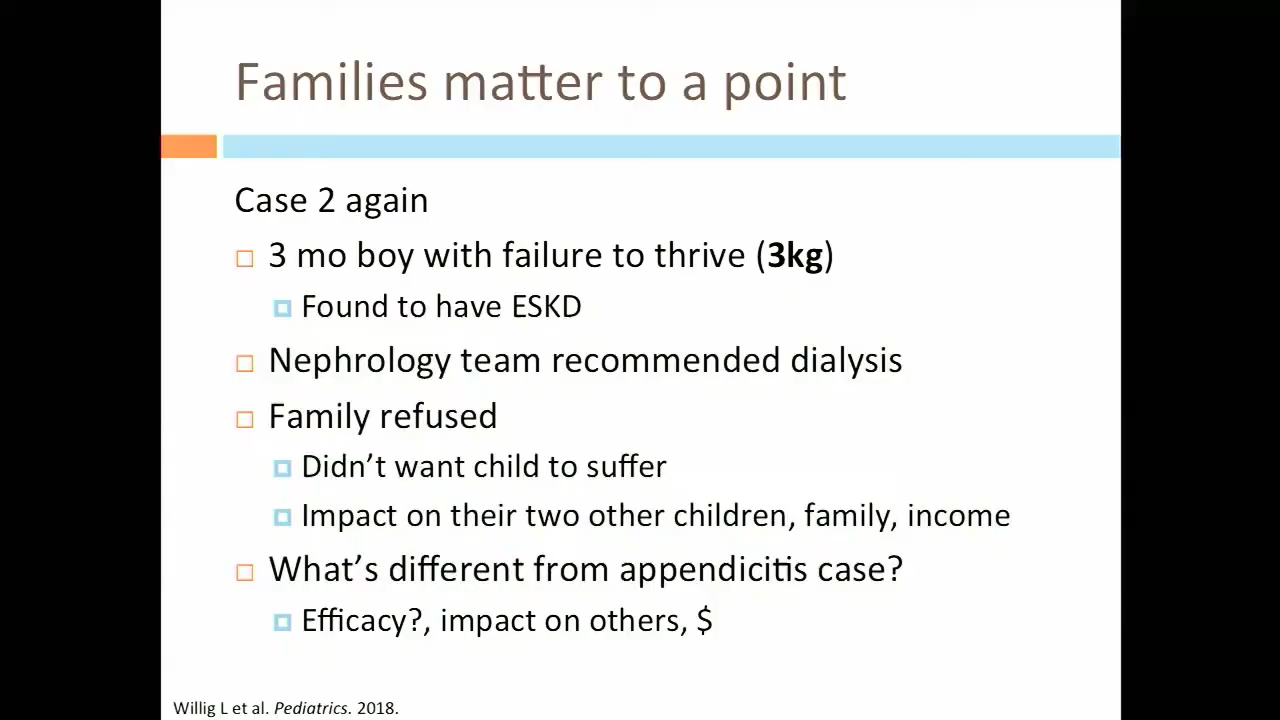 Families matter to a point
Case 2 again
3 mo boy with failure to thrive (3kg)
Found to have ESKD
Nephrology team recommended dialysis
Family refused
Didn’t want child to suffer
Impact on their two other children, family, income
What’s different from appendicitis case?
Efficacy?, impact on others, $
Willig L et al. Pediatrics. 2018.